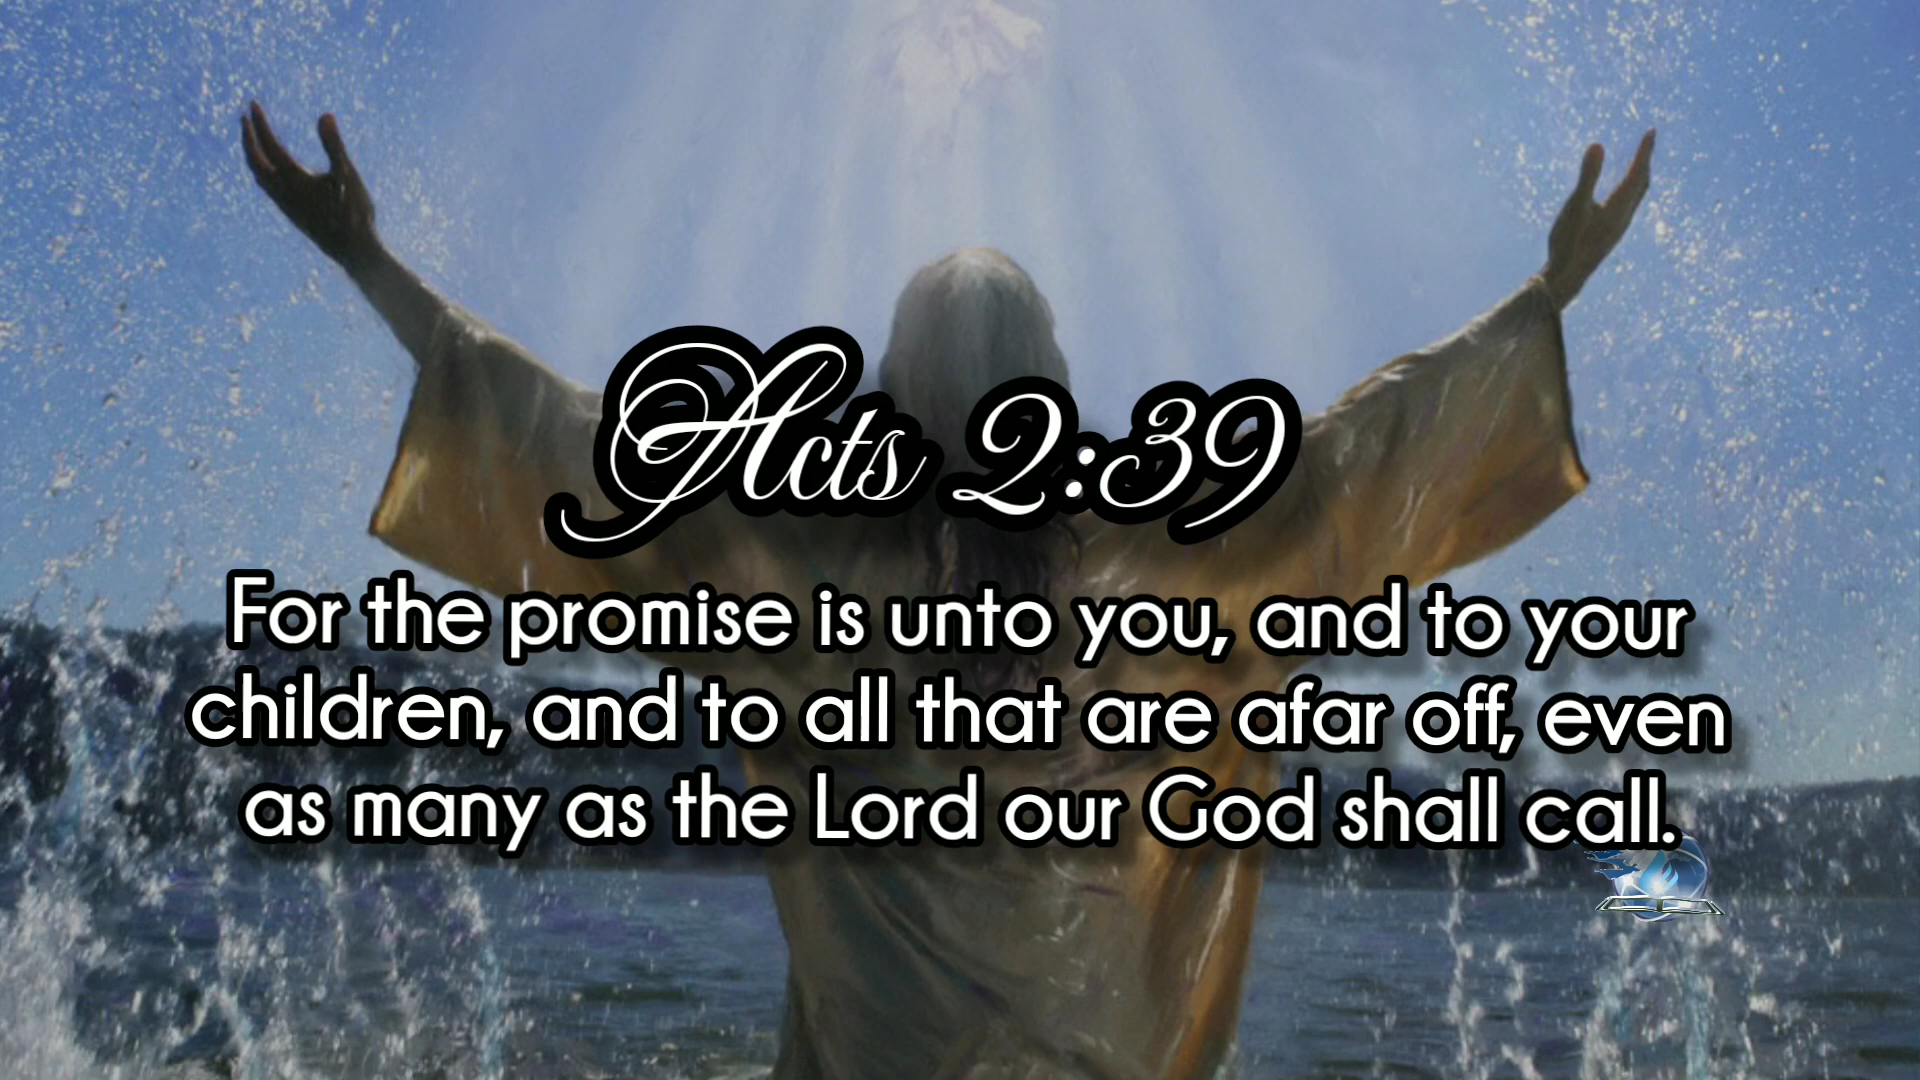 Acts 2:39
For the promise is unto you, and to your
children, and to all that are afar off, even
as many as the Lord our God shall call.